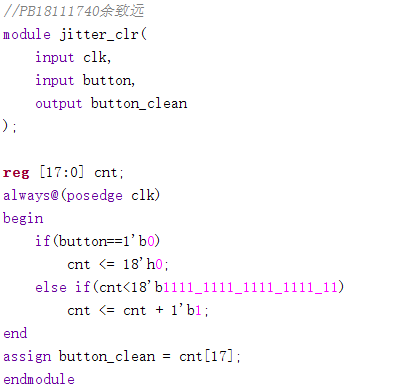 //PB18111740余致远
module jitter_clr(
    input clk,
    input button,
    output button_clean
);

reg [17:0] cnt;
always@(posedge clk)
begin
    if(button==1'b0)
        cnt <= 18'h0;
    else if(cnt<18'b1111_1111_1111_1111_11)
        cnt <= cnt + 1'b1;
end
assign button_clean = cnt[17];
endmodule